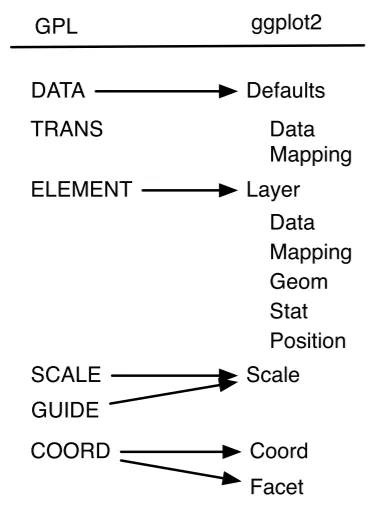 GPL ggplot2
DATA Defaults
TRANS Data
Mapping
ELEMENT Layer
Data
Mapping
Geom
Stat
Position
SCALE Scale
GUIDE
COORD Coord
Facet